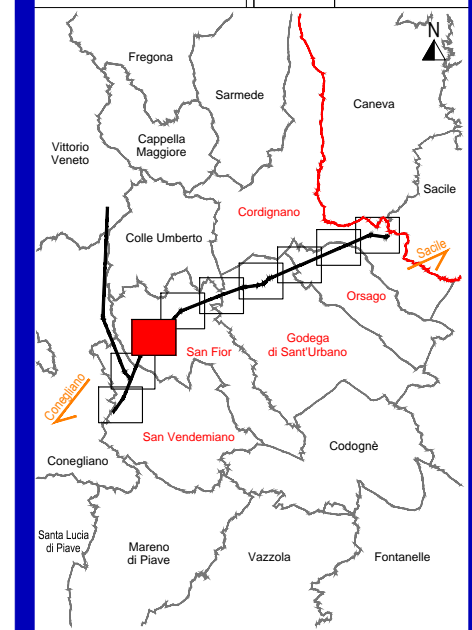 N
Fregona
Sarmede
Caneva
Cappella
Maggiore
Vittorio
Veneto
Sacile
Cordignano
Colle Umberto
Sacile
Orsago
Godega
di Sant'Urbano
San Fior
Conegliano
San Vendemiano
Codognè
Conegliano
Santa Lucia
di Piave
Mareno
di Piave
Vazzola
Fontanelle